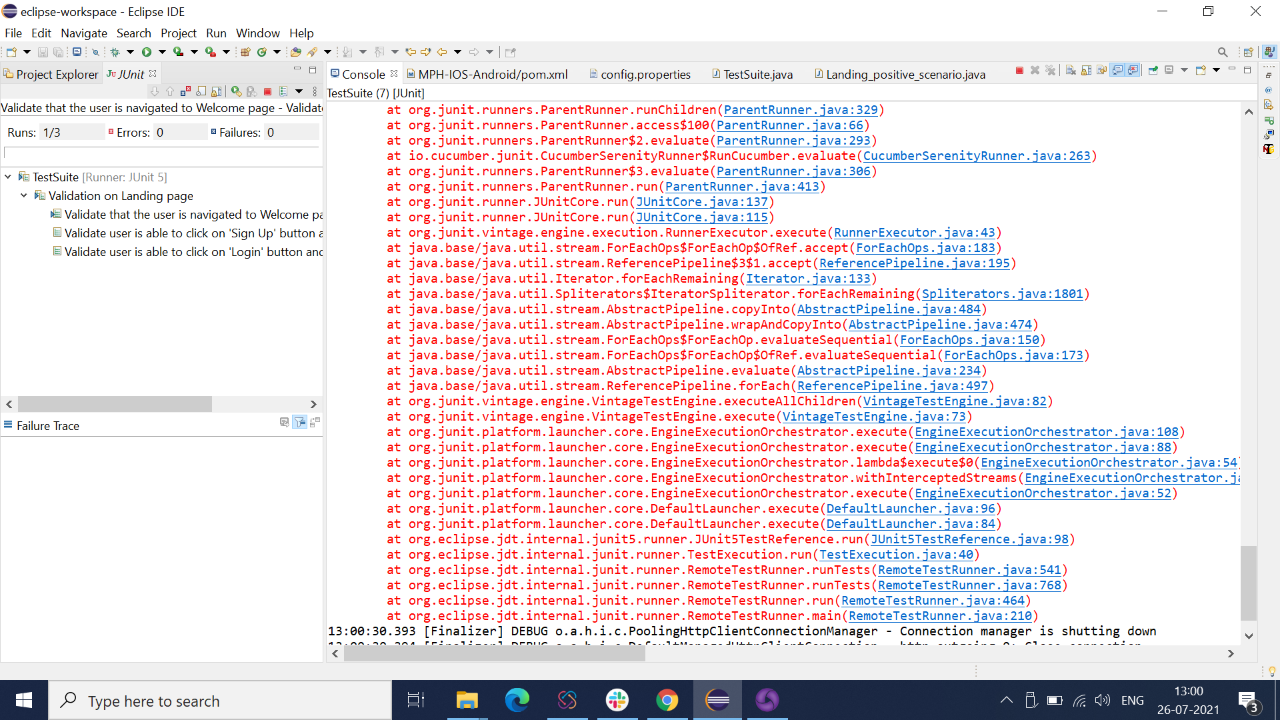 eclipse-workspace - Eclipse IDE
File Edit Navigate Search Project Run Window Help
Project Explorer
JUnit
Validate that the user is navigated to Welcome page - Validat
Runs: 1/3 Errors: 0 Failures: 0
TestSuite [Runner: JUnit 5]
Validation on Landing page
Validate that the user is navigated to Welcome pa
Validate user is able to click on 'Sign Up' button a
Validate user is able to click on 'Login' button and
Failure Trace
Console MPH-IOS-Android/pom.xml config.properties TestSuite.java Landing_positive_scenario.java
TestSuite (7) [JUnit]
at org.junit.runners.ParentRunner.runChildren(ParentRunner.java:329)
at org.junit.runners.ParentRunner.access$100(ParentRunner.java:66)
at org.junit.runners.ParentRunner$2.evaluate(ParentRunner.java:293)
at io.cucumber.junit.CucumberSerenityRunner$RunCucumber.evaluate(CucumberSerenityRunner.java:263)
at org.junit.runners.ParentRunner$3.evaluate(ParentRunner.java:306)
at org.junit.runners.ParentRunner.run(ParentRunner.java:413)
at org.junit.runner.JUnitCore.run(JUnitCore.java:137)
at org.junit.runner.JUnitCore.run(JUnitCore.java:115)
at org.junit.vintage.engine.execution.RunnerExecutor.execute(RunnerExecutor.java:43)
at java.base/java.util.stream.ForEachOps$ForEachOp$OfRef.accept(ForEachOps.java:183)
at java.base/java.util.stream.ReferencePipeline$3$1.accept(ReferencePipeline.java:195)
at java.base/java.util.Iterator.forEachRemaining(Iterator.java:133)
at java.base/java.util.Spliterators$IteratorSpliterator.forEachRemaining(Spliterators.java:1801)
at java.base/java.util.stream.AbstractPipeline.copyInto(AbstractPipeline.java:484)
at java.base/java.util.stream.AbstractPipeline.wrapAndCopyInto(AbstractPipeline.java:474)
at java.base/java.util.stream.ForEachOps$ForEachOp.evaluateSequential(ForEachOps.java:150)
at java.base/java.util.stream.ForEachOps$ForEachOp$OfRef.evaluateSequential(ForEachOps.java:173)
at java.base/java.util.stream.AbstractPipeline.evaluate(AbstractPipeline.java:234)
at java.base/java.util.stream.ReferencePipeline.forEach(ReferencePipeline.java:497)
at org.junit.vintage.engine.VintageTestEngine.executeAllChildren(VintageTestEngine.java:82)
at org.junit.vintage.engine.VintageTestEngine.execute(VintageTestEngine.java:73)
at org.junit.platform.launcher.core.EngineExecutionOrchestrator.execute(EngineExecutionOrchestrator.java:108)
at org.junit.platform.launcher.core.EngineExecutionOrchestrator.execute(EngineExecutionOrchestrator.java:88)
at org.junit.platform.launcher.core.EngineExecutionOrchestrator.lambda$execute$0(EngineExecutionOrchestrator.java:54
at org.junit.platform.launcher.core.EngineExecutionOrchestrator.withInterceptedStreams(EngineExecutionOrchestrator.j
at org.junit.platform.launcher.core.EngineExecutionOrchestrator.execute(EngineExecutionOrchestrator.java:52)
at org.junit.platform.launcher.core.DefaultLauncher.execute(DefaultLauncher.java:96)
at org.junit.platform.launcher.core.DefaultLauncher.execute(DefaultLauncher.java:84)
at org.eclipse.jdt.internal.junit5.runner.JUnit5TestReference.run(JUnit5TestReference.java:98)
at org.eclipse.jdt.internal.junit.runner.TestExecution.run(TestExecution.java:40)
at org.eclipse.jdt.internal.junit.runner.RemoteTestRunner.runTests(RemoteTestRunner.java:541)
at org.eclipse.jdt.internal.junit.runner.RemoteTestRunner.runTests(RemoteTestRunner.java:768)
at org.eclipse.jdt.internal.junit.runner.RemoteTestRunner.run(RemoteTestRunner.java:464)
at org.eclipse.jdt.internal.junit.runner.RemoteTestRunner.main(RemoteTestRunner.java:210)
13:00:30.393 [Finalizer] DEBUG o.a.h.i.c.PoolingHttpClientConnectionManager - Connection manager is shutting down
Type here to search
ENG
13:00
26-07-2021
3